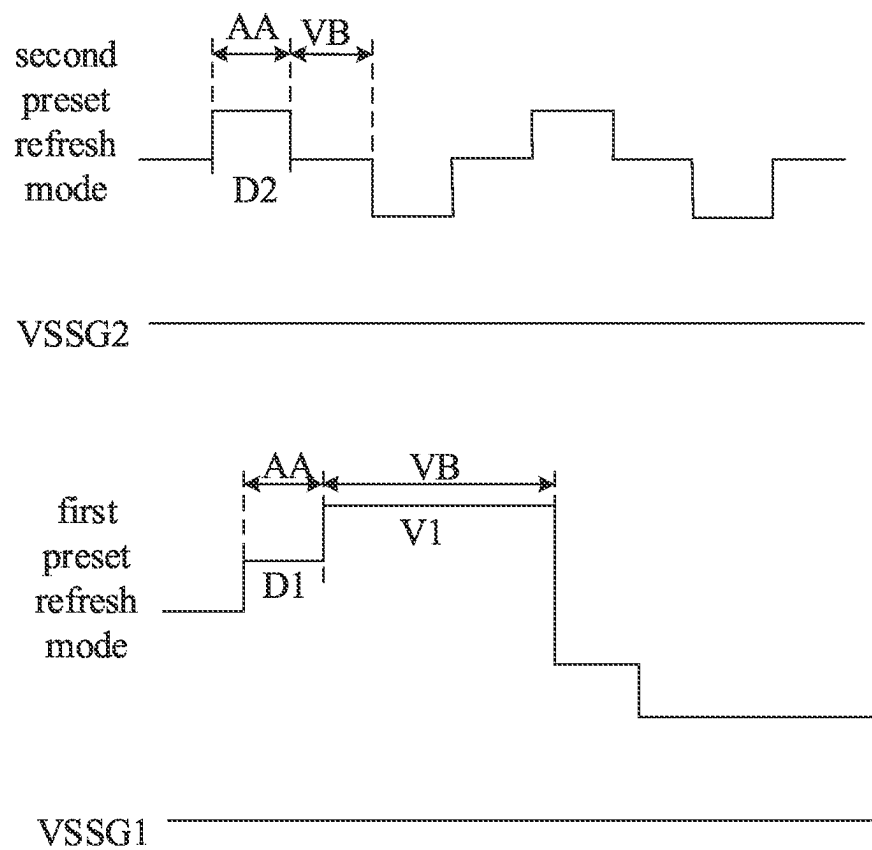 AA VB
second
preset
refresh
mode
D2
VSSG2
AA VB
first
preset
refresh
mode
V1
D1
VSSG1